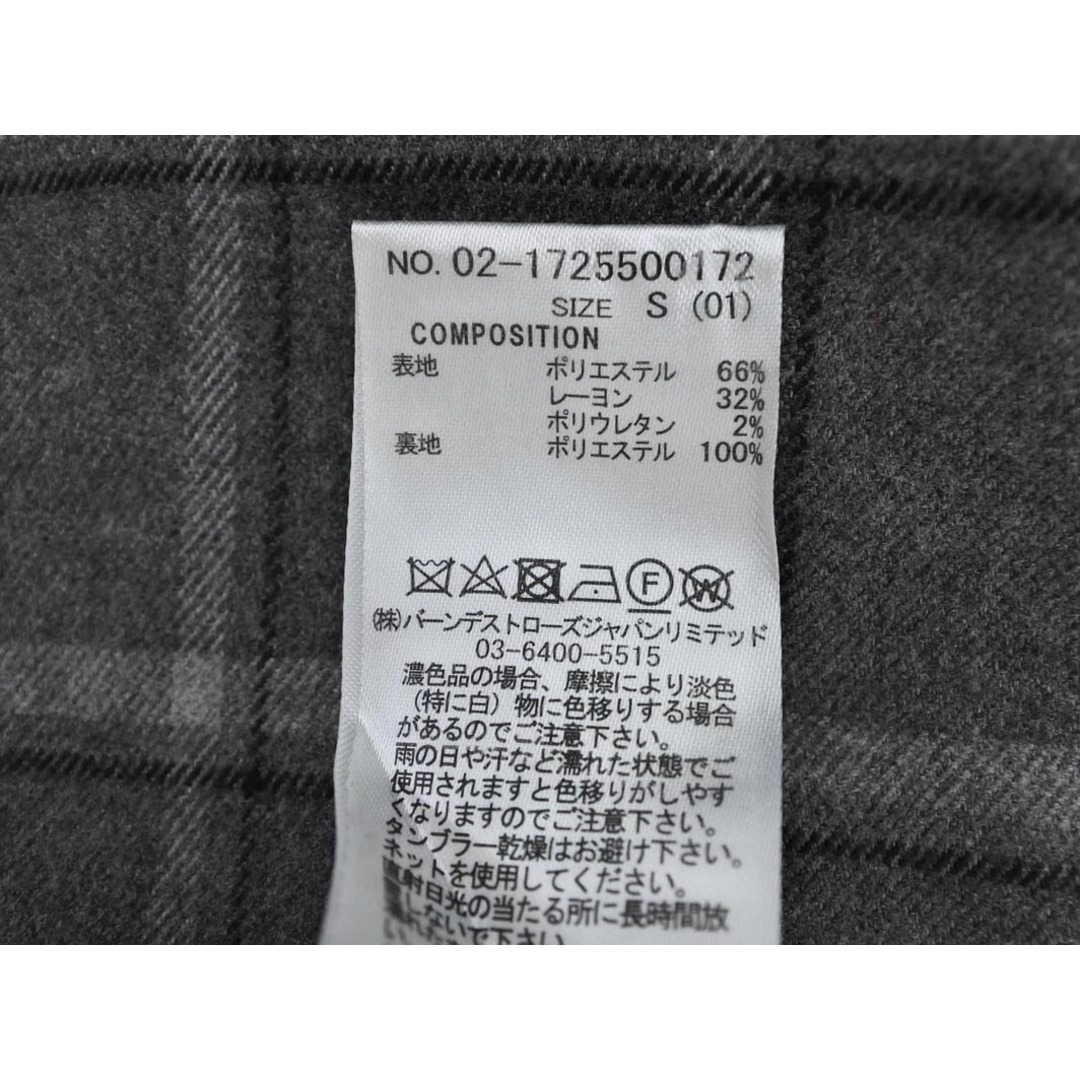 NO. 02-1725500172
SIZE S (01)
COMPOSITION
表地 ポリエステル 66%
レーヨン 32%
ポリウレタン 2%
裏地 ポリエステル 100%
F W
㈱バーンデストローズジャパンリミテッド
03-6400-5515
濃色品の場合、摩擦により淡色
(特に白)物に色移りする場合
があるのでご注意下さい。
雨の日や汗など濡れた状態でご
使用されますと色移りがしやす
くなりますのでご注意下さい。
タンブラー乾燥はお避け下さい。
ネットを使用してください。
直射日光の当たる所に長時間放
しないで下さい。